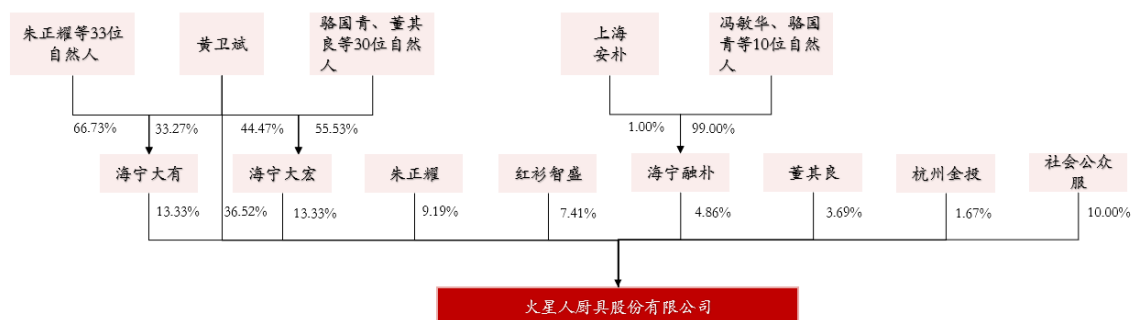 朱正耀等33位
自然人
黄卫斌
骆国青、董其
良等30位自然
人
上海
安朴
冯敏华、骆国
青等10位自然
人
66.73%
33.27%
44.47%
55.53%
1.00%
99.00%
海宁大有
海宁大宏
朱正耀
红杉智盛
海宁融朴
董其良
杭州金投
社会公众
服
13.33%
36.52%
13.33%
9.19%
7.41%
4.86%
3.69%
1.67%
10.00%
火星人厨具股份有限公司